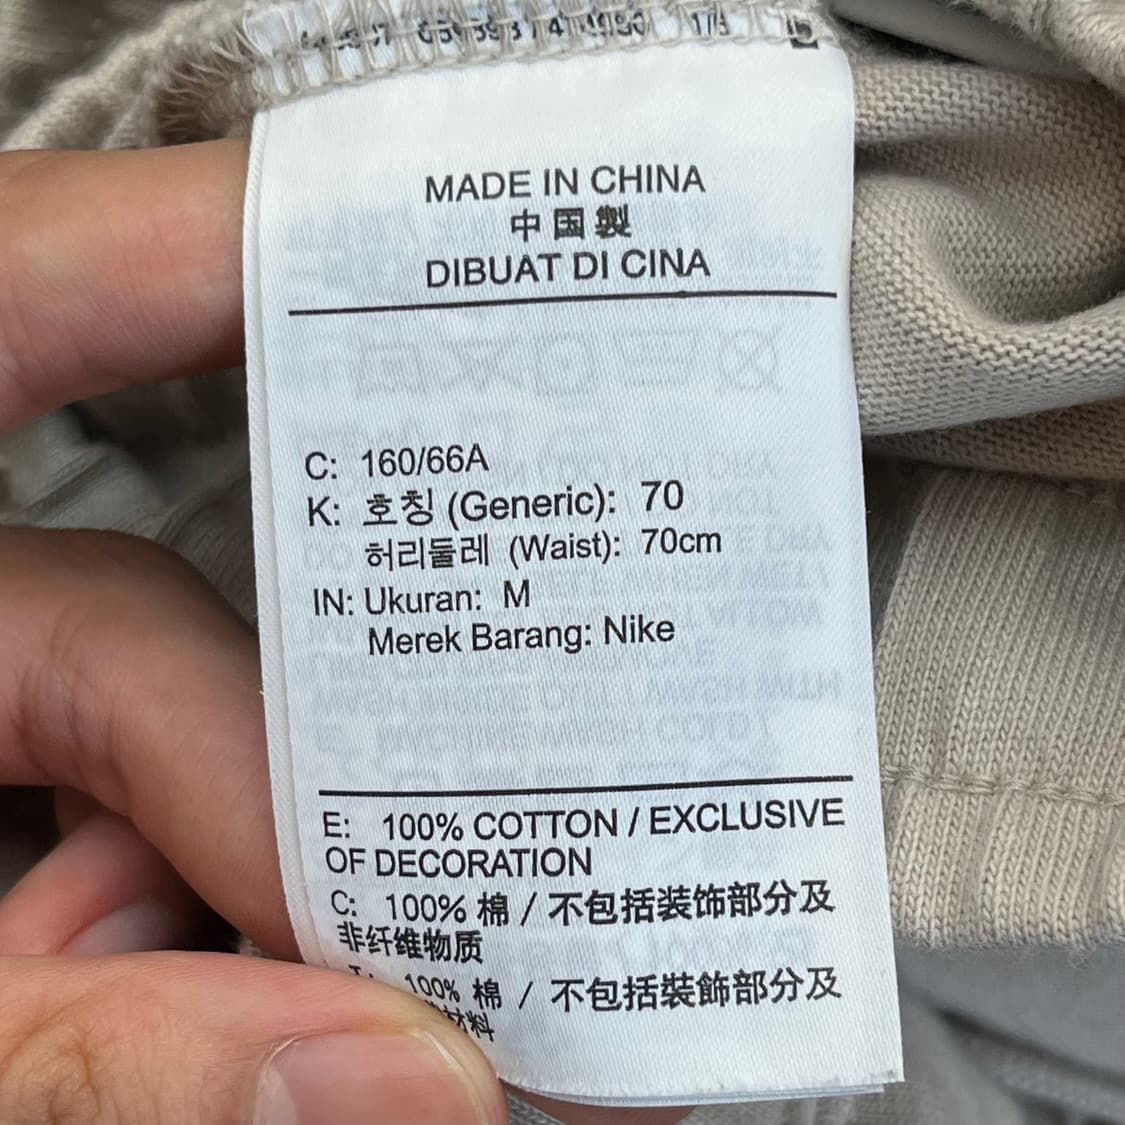 MADE IN CHINA
中国製
DIBUAT DI CINA
C: 160/66A
K: 호칭 (Generic): 70
허리둘레 (Waist): 70cm
IN: Ukuran: M
Merek Barang: Nike
E: 100% COTTON / EXCLUSIVE
OF DECORATION
C: 100% 棉 / 不包括装饰部分及
非纤维物质
100% 棉 / 不包括裝飾部分及
材料